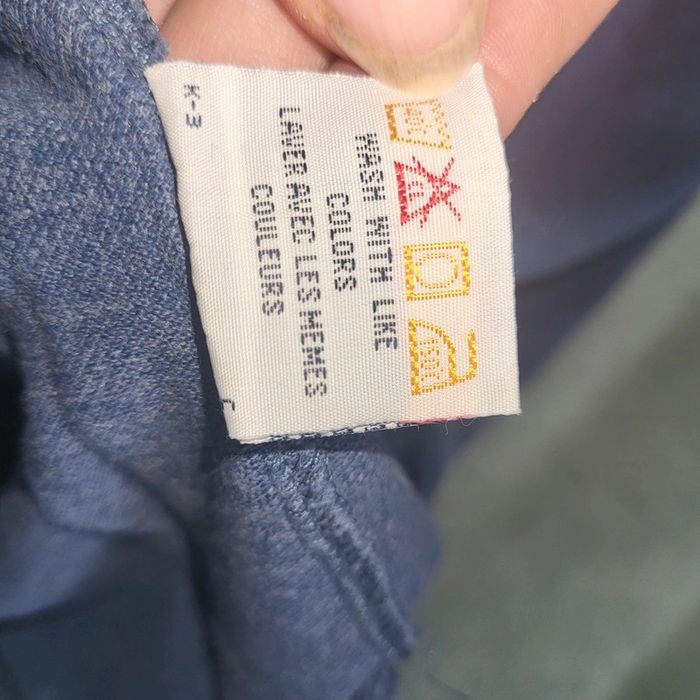 WASH WITH LIKE
COLORS
LAVER AVEC LES MEMES
COULEURS
K-3